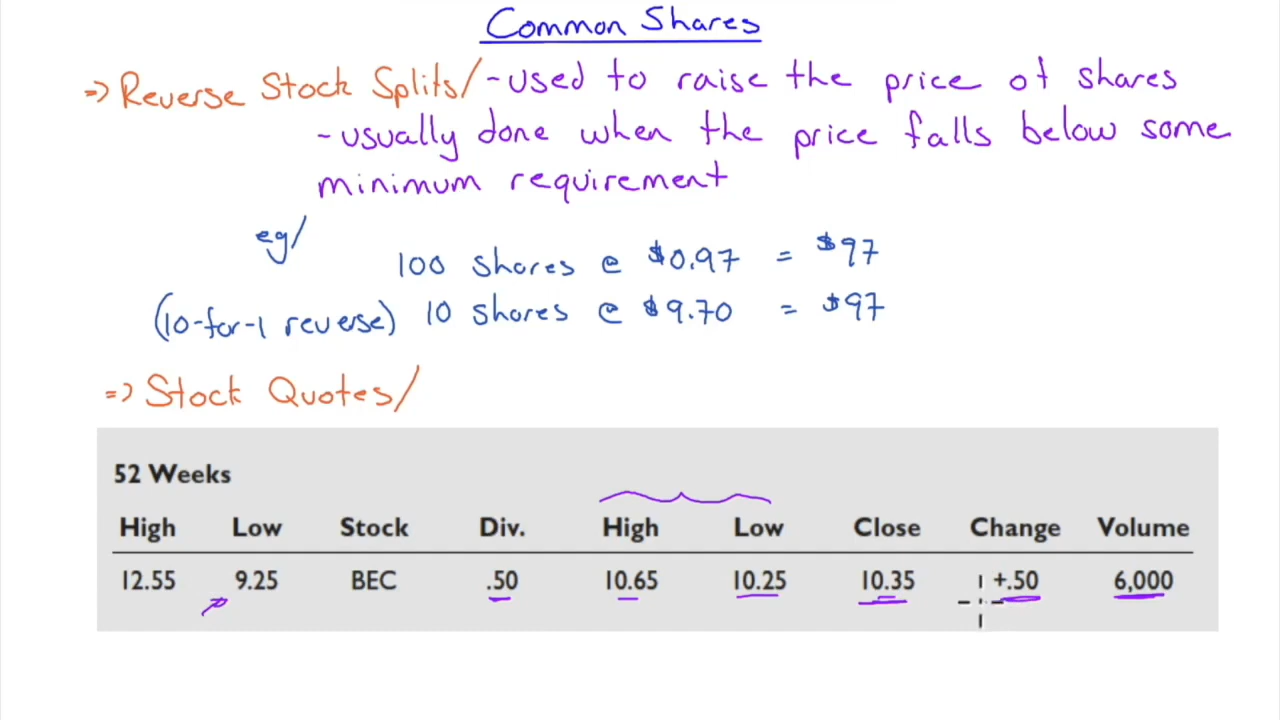 Common Shares
=> Reverse Stock Splits/ -used to raise the price of shares
-usually done when the price falls below some
minimum requirement
eg/
100 shares @ $0.97 = $97
(10-for-1 reverse) 10 shares @ $9.70 = $97
=> Stock Quotes/
52 Weeks
High Low Stock Div. High Low Close Change Volume
12.55 9.25 BEC .50 10.65 10.25 10.35 +.50 6,000